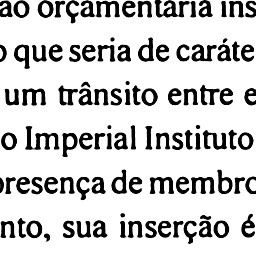 ão orçamentária ins
o que seria de caráte
um trânsito entre e
o Imperial Instituto
presença de membro
nto, sua inserção é